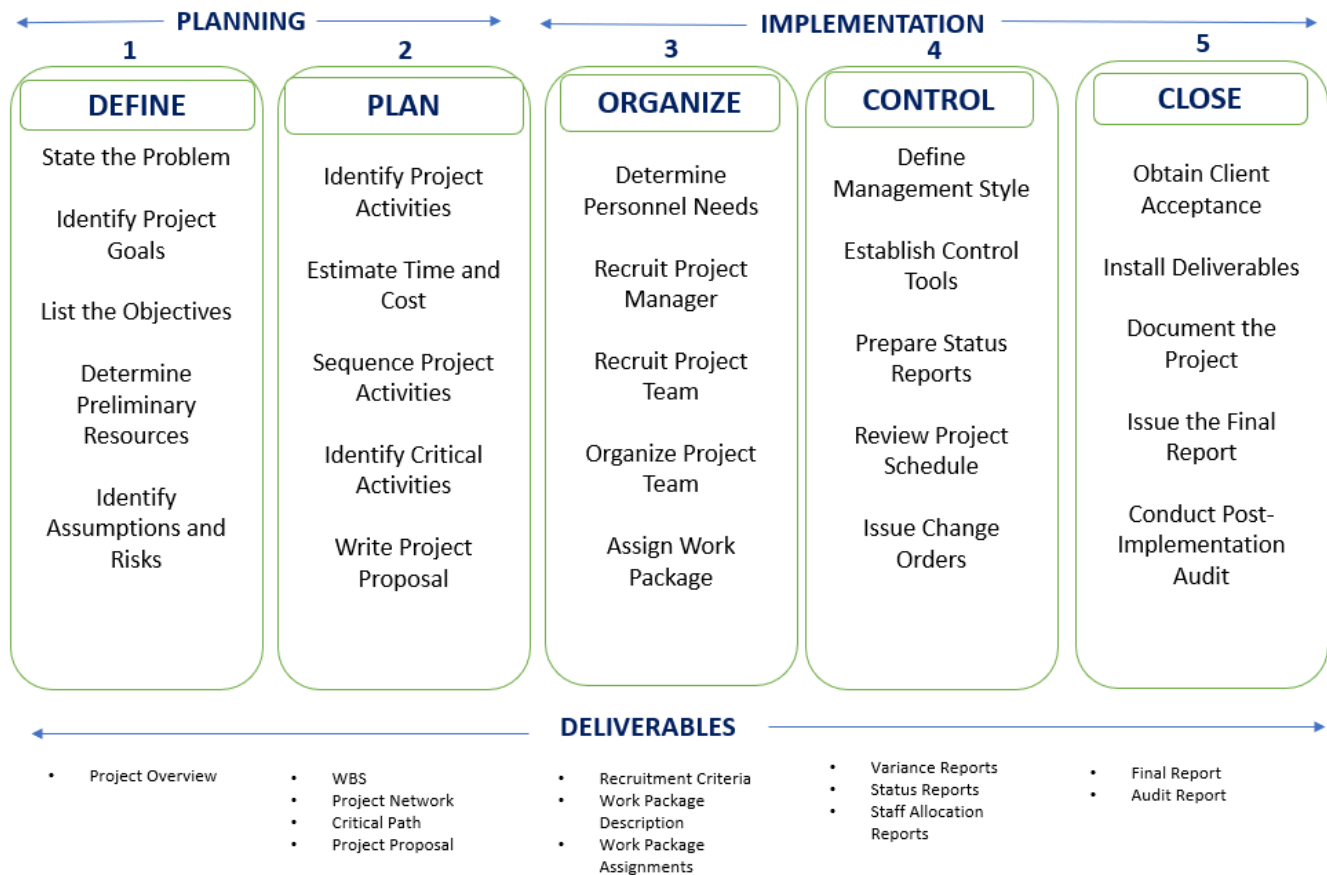 PLANNING
IMPLEMENTATION
1
2
3
4
5
DEFINE
State the Problem
Identify Project
Goals
List the Objectives
Determine
Preliminary
Resources
Identify
Assumptions and
Risks
PLAN
Identify Project
Activities
Estimate Time and
Cost
Sequence Project
Activities
Identify Critical
Activities
Write Project
Proposal
ORGANIZE
Determine
Personnel Needs
Recruit Project
Manager
Recruit Project
Team
Organize Project
Team
Assign Work
Package
CONTROL
Define
Management Style
Establish Control
Tools
Prepare Status
Reports
Review Project
Schedule
Issue Change
Orders
CLOSE
Obtain Client
Acceptance
Install Deliverables
Document the
Project
Issue the Final
Report
Conduct Post-
Implementation
Audit
DELIVERABLES
• Project Overview
• WBS
• Project Network
• Critical Path
• Project Proposal
• Recruitment Criteria
• Work Package
Description
• Work Package
Assignments
• Variance Reports
• Status Reports
• Staff Allocation
Reports
• Final Report
• Audit Report